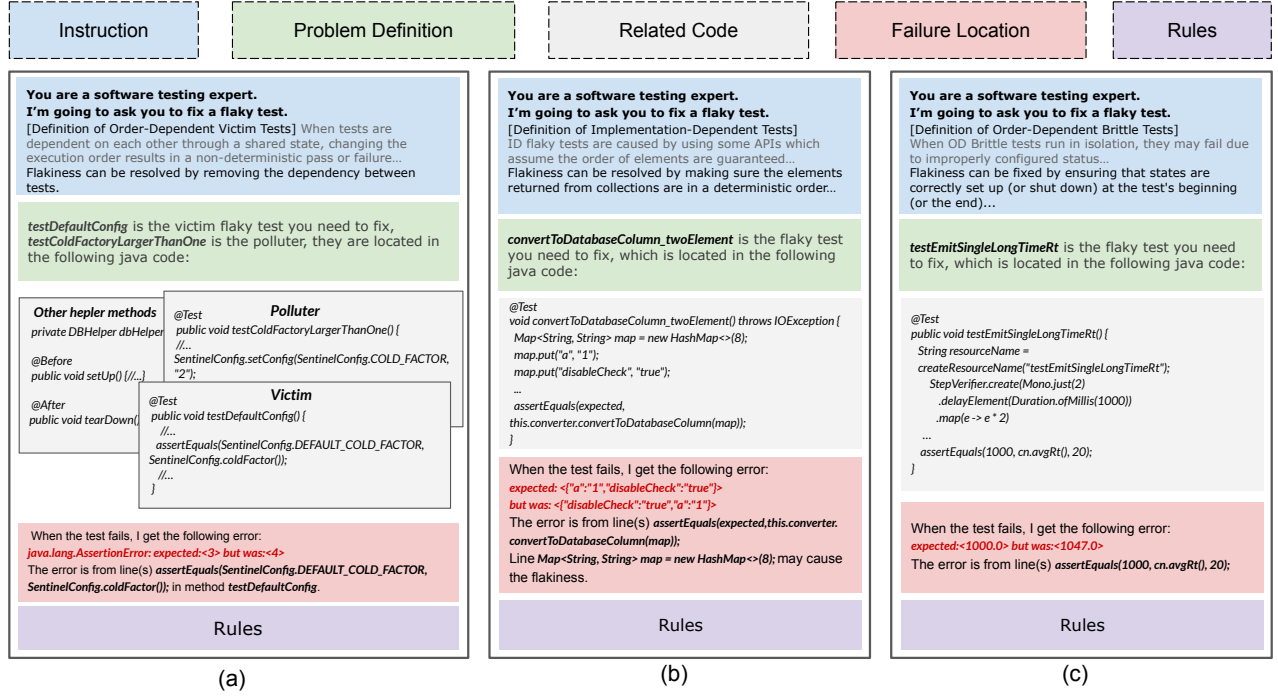 Instruction
Problem Definition
Related Code
Failure Location
Rules
You are a software testing expert.
I'm going to ask you to fix a flaky test.
[Definition of Order-Dependent Victim Tests] When tests are
dependent on each other through a shared state, changing the
execution order results in a non-deterministic pass or failure...
Flakiness can be resolved by removing the dependency between
tests.
testDefaultConfig is the victim flaky test you need to fix,
testColdFactoryLargerThanOne is the polluter, they are located in
the following java code:
Other hepler methods
private DBHelper dbHelper
@Before
public void setUp() {//...}
@After
public void tearDown()
Polluter
@Test
public void testColdFactoryLargerThanOne() {
//...
SentinelConfig.setConfig(SentinelConfig.COLD_FACTOR,
"2");
Victim
@Test
public void testDefaultConfig() {
//...
assertEquals(SentinelConfig.DEFAULT_COLD_FACTOR,
SentinelConfig.coldFactor());
//...
}
When the test fails, I get the following error:
java.lang.AssertionError: expected:<3> but was:<4>
The error is from line(s) assertEquals(SentinelConfig.DEFAULT_COLD_FACTOR,
SentinelConfig.coldFactor()); in method testDefaultConfig.
Rules
(a)
You are a software testing expert.
I'm going to ask you to fix a flaky test.
[Definition of Implementation-Dependent Tests]
ID flaky tests are caused by using some APIs which
assume the order of elements are guaranteed...
Flakiness can be resolved by making sure the elements
returned from collections are in a deterministic order...
convertToDatabaseColumn_twoElement is the flaky test
you need to fix, which is located in the following
java code:
@Test
void convertToDatabaseColumn_twoElement() throws IOException {
Map<String, String> map = new HashMap<>(8);
map.put("a", "1");
map.put("disableCheck", "true");
...
assertEquals(expected,
this.converter.convertToDatabaseColumn(map));
}
When the test fails, I get the following error:
expected: <{"a":"1","disableCheck":"true"}>
but was: <{"disableCheck":"true","a":"1"}>
The error is from line(s) assertEquals(expected,this.converter.
convertToDatabaseColumn(map));
Line Map<String, String> map = new HashMap<>(8); may cause
the flakiness.
Rules
(b)
You are a software testing expert.
I'm going to ask you to fix a flaky test.
[Definition of Order-Dependent Brittle Tests]
When OD Brittle tests run in isolation, they may fail due
to improperly configured status...
Flakiness can be fixed by ensuring that states are
correctly set up (or shut down) at the test's beginning
(or the end)...
testEmitSingleLongTimeRt is the flaky test you need
to fix, which is located in the following java code:
@Test
public void testEmitSingleLongTimeRt() {
String resourceName =
createResourceName("testEmitSingleLongTimeRt");
StepVerifier.create(Mono.just(2)
.delayElement(Duration.ofMillis(1000))
.map(e -> e * 2)
...
assertEquals(1000, cn.avgRt(), 20);
}
When the test fails, I get the following error:
expected:<1000.0> but was:<1047.0>
The error is from line(s) assertEquals(1000, cn.avgRt(), 20);
Rules
(c)